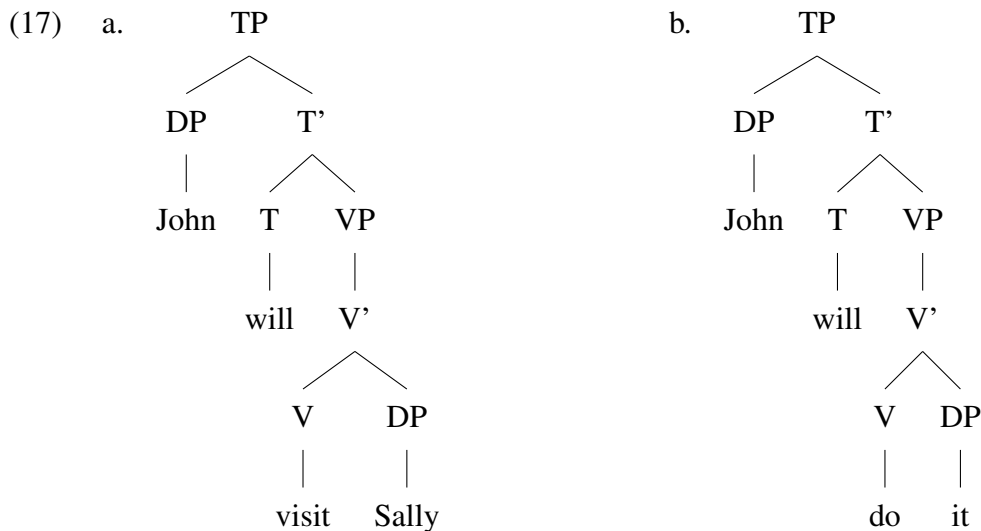 (17) a. TP b. TP
DP T’ DP T’
John T VP John T VP
will V’ will V’
V DP V DP
visit Sally do it